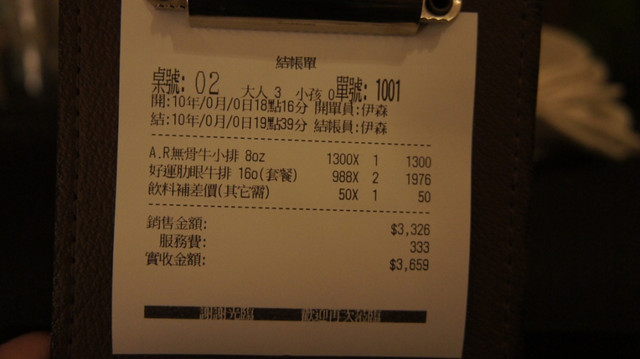 結帳單
桌號: 02 大人 3 小孩 0 單號: 1001
開:10年/0月/0日18點16分 開單員:伊森
結:10年/0月/0日19點39分 結帳員:伊森
A.R無骨牛小排 8oz 1300X 1 1300
好運肋眼牛排 16o(套餐) 988X 2 1976
飲料補差價(其它需) 50X 1 50
銷售金額: $3,326
服務費: 333
實收金額: $3,659
謝謝光臨 歡迎再次光臨